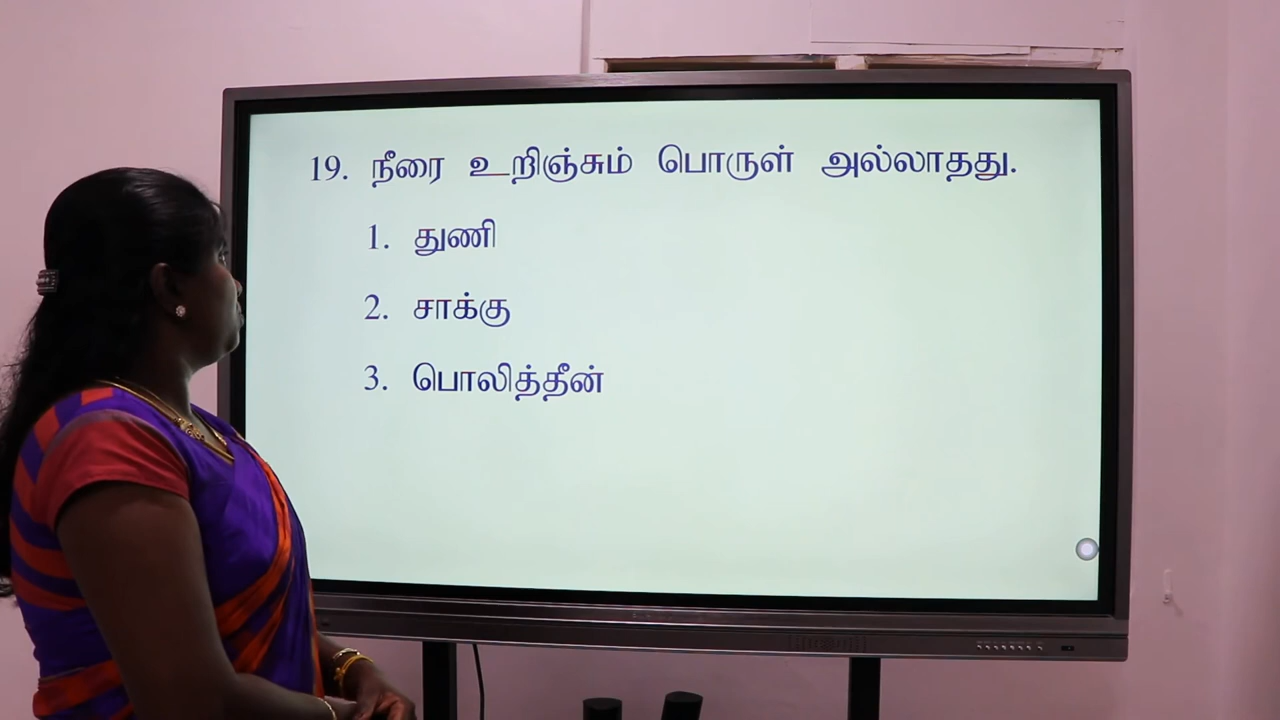 19. நீரை உறிஞ்சும் பொருள் அல்லாதது.
1. துணி
2. சாக்கு
3. பொலித்தீன்